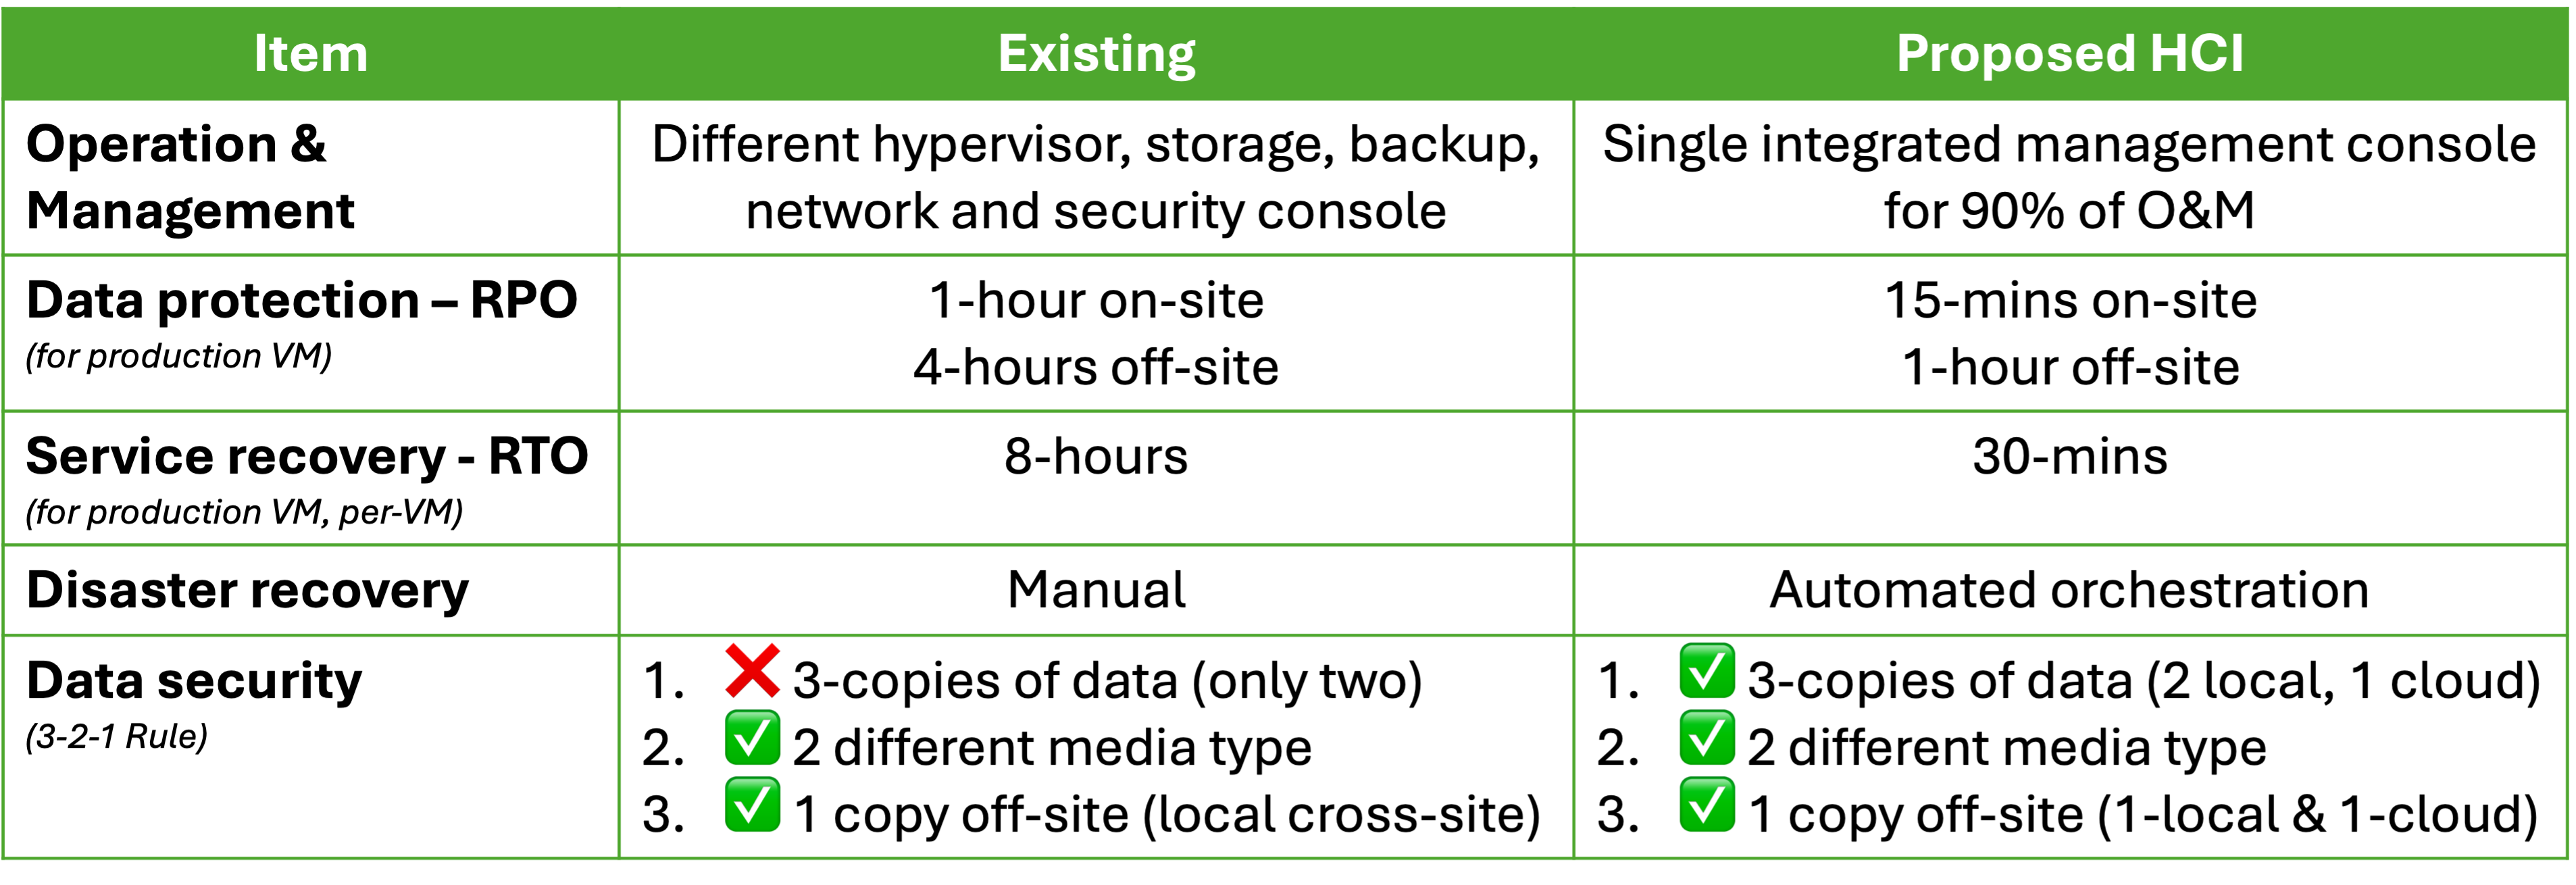 Item
Existing
Proposed HCI
Operation &
Management
Different hypervisor, storage, backup,
network and security console
Single integrated management console
for 90% of O&M
Data protection – RPO
(for production VM)
1-hour on-site
4-hours off-site
15-mins on-site
1-hour off-site
Service recovery - RTO
(for production VM, per-VM)
8-hours
30-mins
Disaster recovery
Manual
Automated orchestration
Data security
(3-2-1 Rule)
1. ❌ 3-copies of data (only two)
2. ✅ 2 different media type
3. ✅ 1 copy off-site (local cross-site)
1. ✅ 3-copies of data (2 local, 1 cloud)
2. ✅ 2 different media type
3. ✅ 1 copy off-site (1-local & 1-cloud)